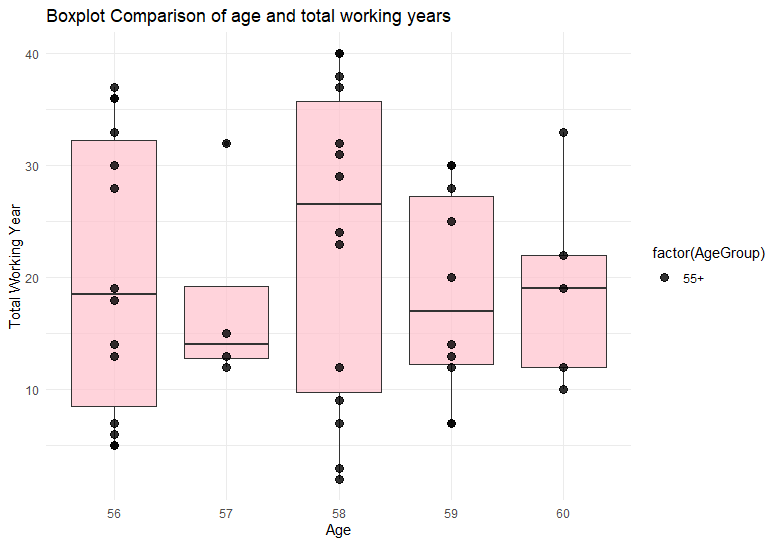 Boxplot Comparison of age and total working years
40
30
20
10
Total Working Year
56 57 58 59 60
Age
factor(AgeGroup)
55+